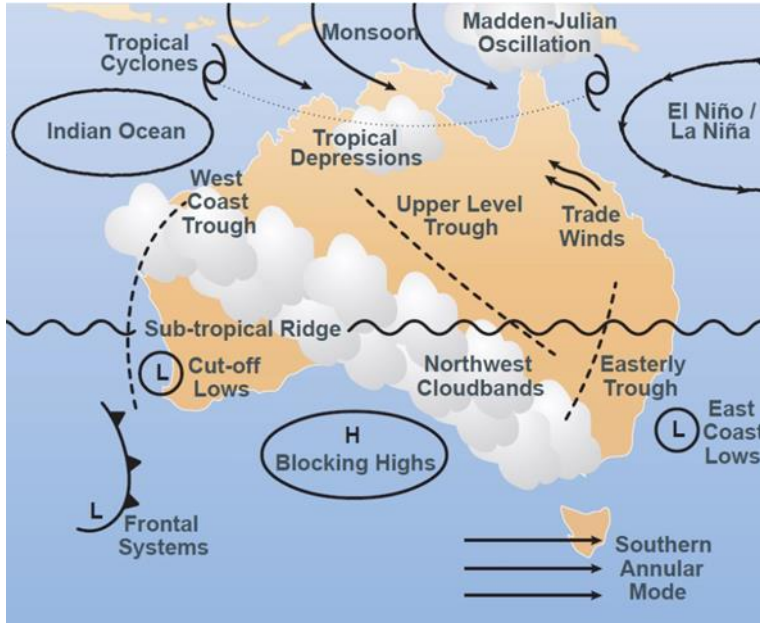 Tropical
Cyclones
Monsoon
Madden-Julian
Oscillation
Indian Ocean
El Niño /
La Niña
Tropical
Depressions
West
Coast
Trough
Upper Level
Trough
Trade
Winds
Sub-tropical Ridge
L
Cut-off
Lows
Northwest
Cloudbands
Easterly
Trough
H
Blocking Highs
L
East
Coast
Lows
L
Frontal
Systems
Southern
Annular
Mode